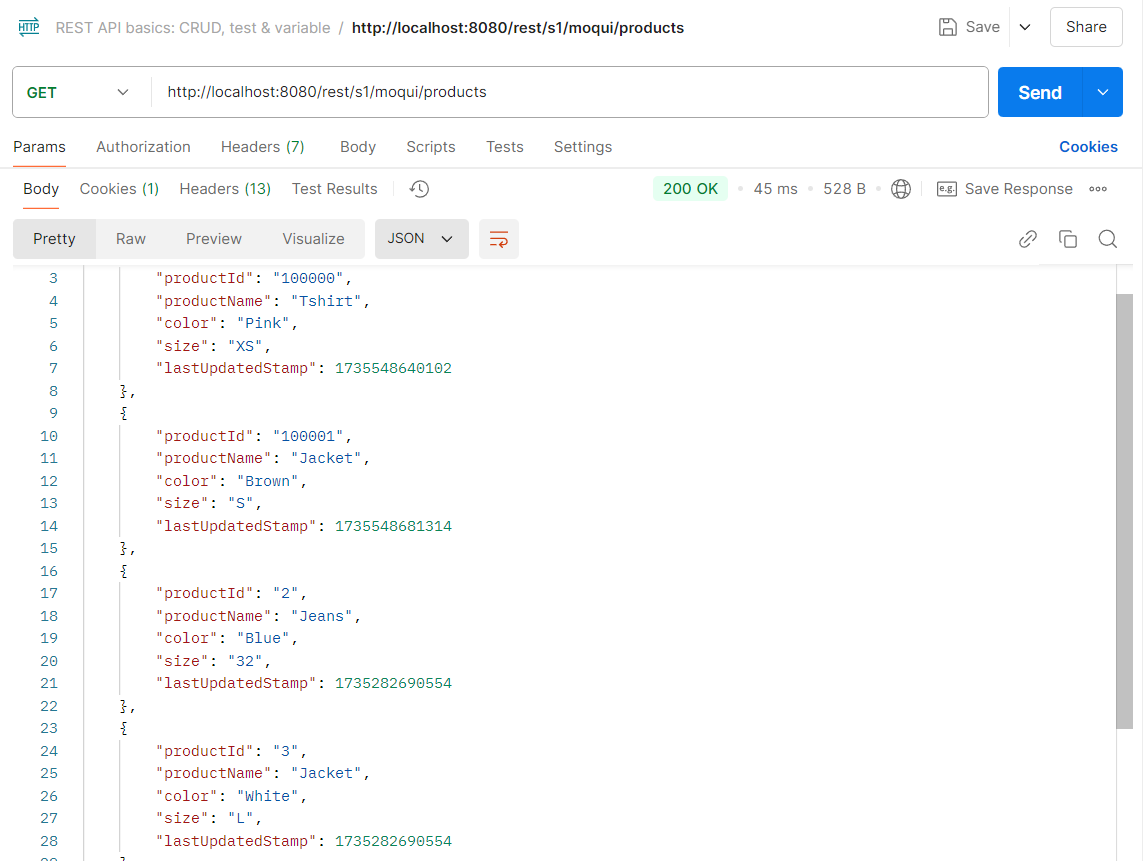 HTTP REST API basics: CRUD, test & variable / http://localhost:8080/rest/s1/moqui/products Save Share
GET http://localhost:8080/rest/s1/moqui/products Send
Params Authorization Headers (7) Body Scripts Tests Settings Cookies
Body Cookies (1) Headers (13) Test Results 200 OK 45 ms 528 B e.g. Save Response
Pretty Raw Preview Visualize JSON
3 "productId": "100000",
4 "productName": "Tshirt",
5 "color": "Pink",
6 "size": "XS",
7 "lastUpdatedStamp": 1735548640102
8 },
9 {
10 "productId": "100001",
11 "productName": "Jacket",
12 "color": "Brown",
13 "size": "S",
14 "lastUpdatedStamp": 1735548681314
15 },
16 {
17 "productId": "2",
18 "productName": "Jeans",
19 "color": "Blue",
20 "size": "32",
21 "lastUpdatedStamp": 1735282690554
22 },
23 {
24 "productId": "3",
25 "productName": "Jacket",
26 "color": "White",
27 "size": "L",
28 "lastUpdatedStamp": 1735282690554